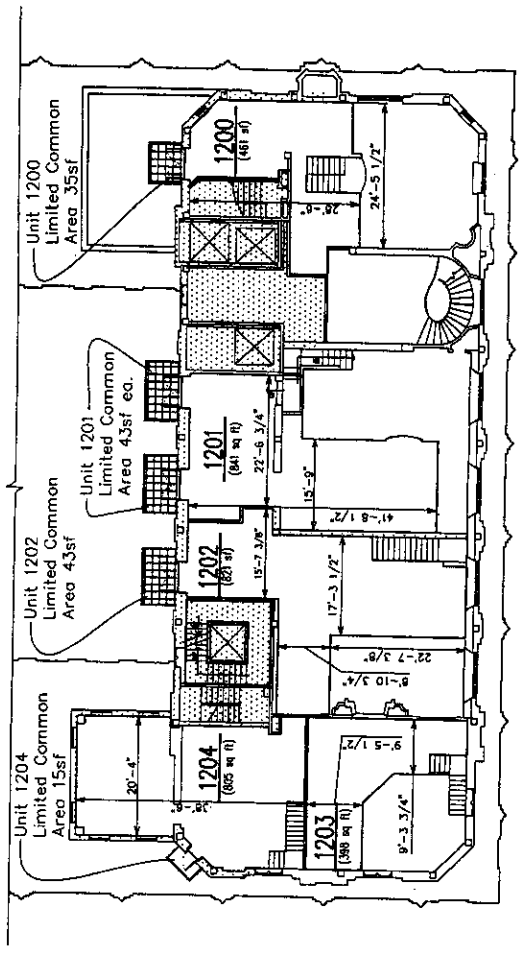 Unit 1204
Limited Common
Area 15sf
Unit 1202
Limited Common
Area 43sf
Unit 1201
Limited Common
Area 43sf ea.
Unit 1200
Limited Common
Area 35sf
20'-4"
1204
(805 sq ft)
38'-6"
1203
(398 sq ft)
9'-5 1/2"
9'-3 3/4"
1202
(821 sf)
15'-7 3/8"
17'-3 1/2"
8'-10 3/4"
22'-7 3/8"
1201
(841 sq ft)
22'-6 3/4"
15'-9"
41'-8 1/2"
1200
(461 sf)
28'-6"
24'-5 1/2"